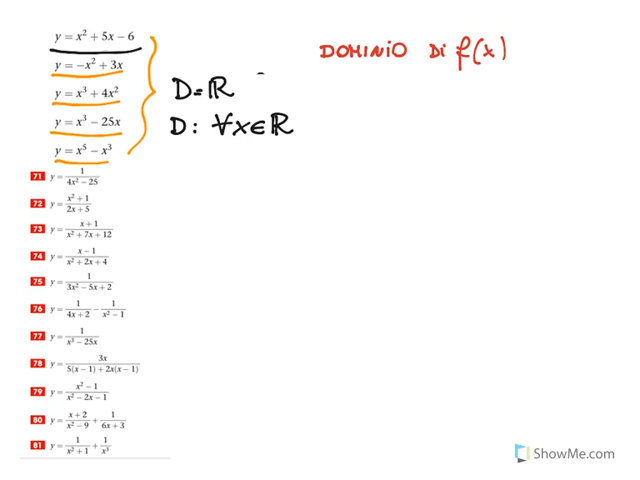 y = x² + 5x − 6
DOMINIO DI f(x)
y = −x² + 3x
y = x³ + 4x²
D = ℝ
y = x³ − 25x
D : ∀x∈ℝ
y = x⁵ − x³
71 y = 1/(4x² − 25)
72 y = (x² + 1)/(2x + 5)
73 y = (x + 1)/(x² + 7x + 12)
74 y = (x − 1)/(x² + 2x + 4)
75 y = 1/(3x² − 5x + 2)
76 y = 1/(4x + 2) − 1/(x² − 1)
77 y = 1/(x³ − 25x)
78 y = 3x/(5(x − 1) + 2x(x − 1))
79 y = (x² − 1)/(x² − 2x − 1)
80 y = (x + 2)/(x² − 9) + 1/(6x + 3)
81 y = 1/(x² + 1) + 1/x³
ShowMe.com